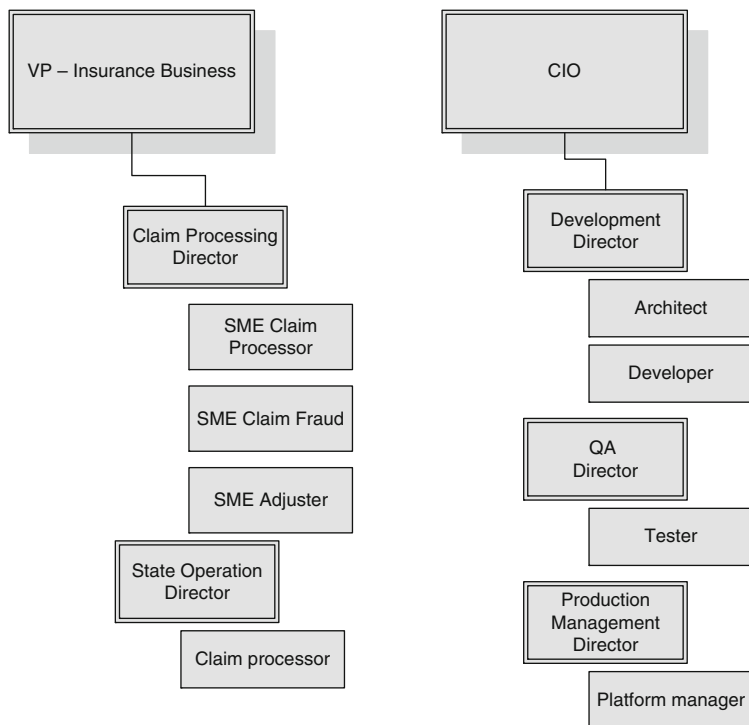 VP – Insurance Business
Claim Processing
Director
SME Claim
Processor
SME Claim Fraud
SME Adjuster
State Operation
Director
Claim processor
CIO
Development
Director
Architect
Developer
QA
Director
Tester
Production
Management
Director
Platform manager